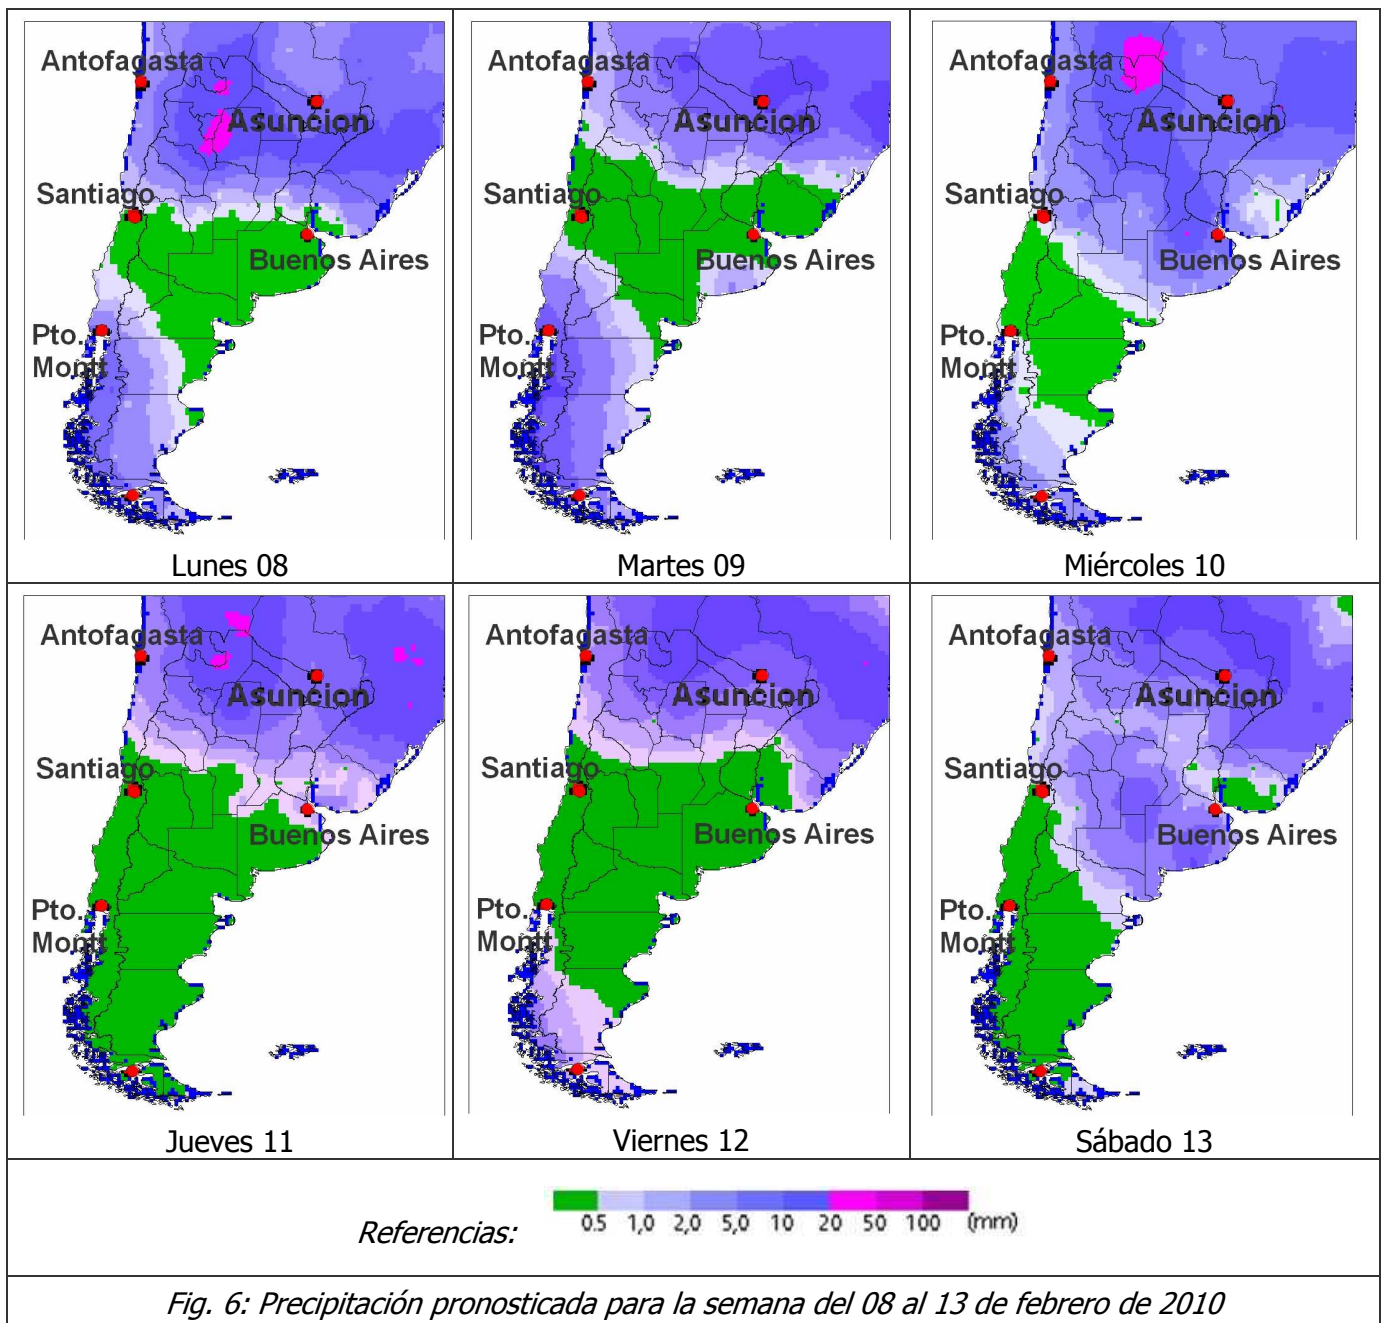 Antofagasta
Asuncion
Santiago
Buenos Aires
Pto.
Montt
Lunes 08
Antofagasta
Asuncion
Santiago
Buenos Aires
Pto.
Montt
Martes 09
Antofagasta
Asuncion
Santiago
Buenos Aires
Pto.
Montt
Miércoles 10
Antofagasta
Asuncion
Santiago
Buenos Aires
Pto.
Montt
Jueves 11
Antofagasta
Asuncion
Santiago
Buenos Aires
Pto.
Montt
Viernes 12
Antofagasta
Asuncion
Santiago
Buenos Aires
Pto.
Montt
Sábado 13
Referencias:
0.5 1,0 2,0 5,0 10 20 50 100 (mm)
Fig. 6: Precipitación pronosticada para la semana del 08 al 13 de febrero de 2010